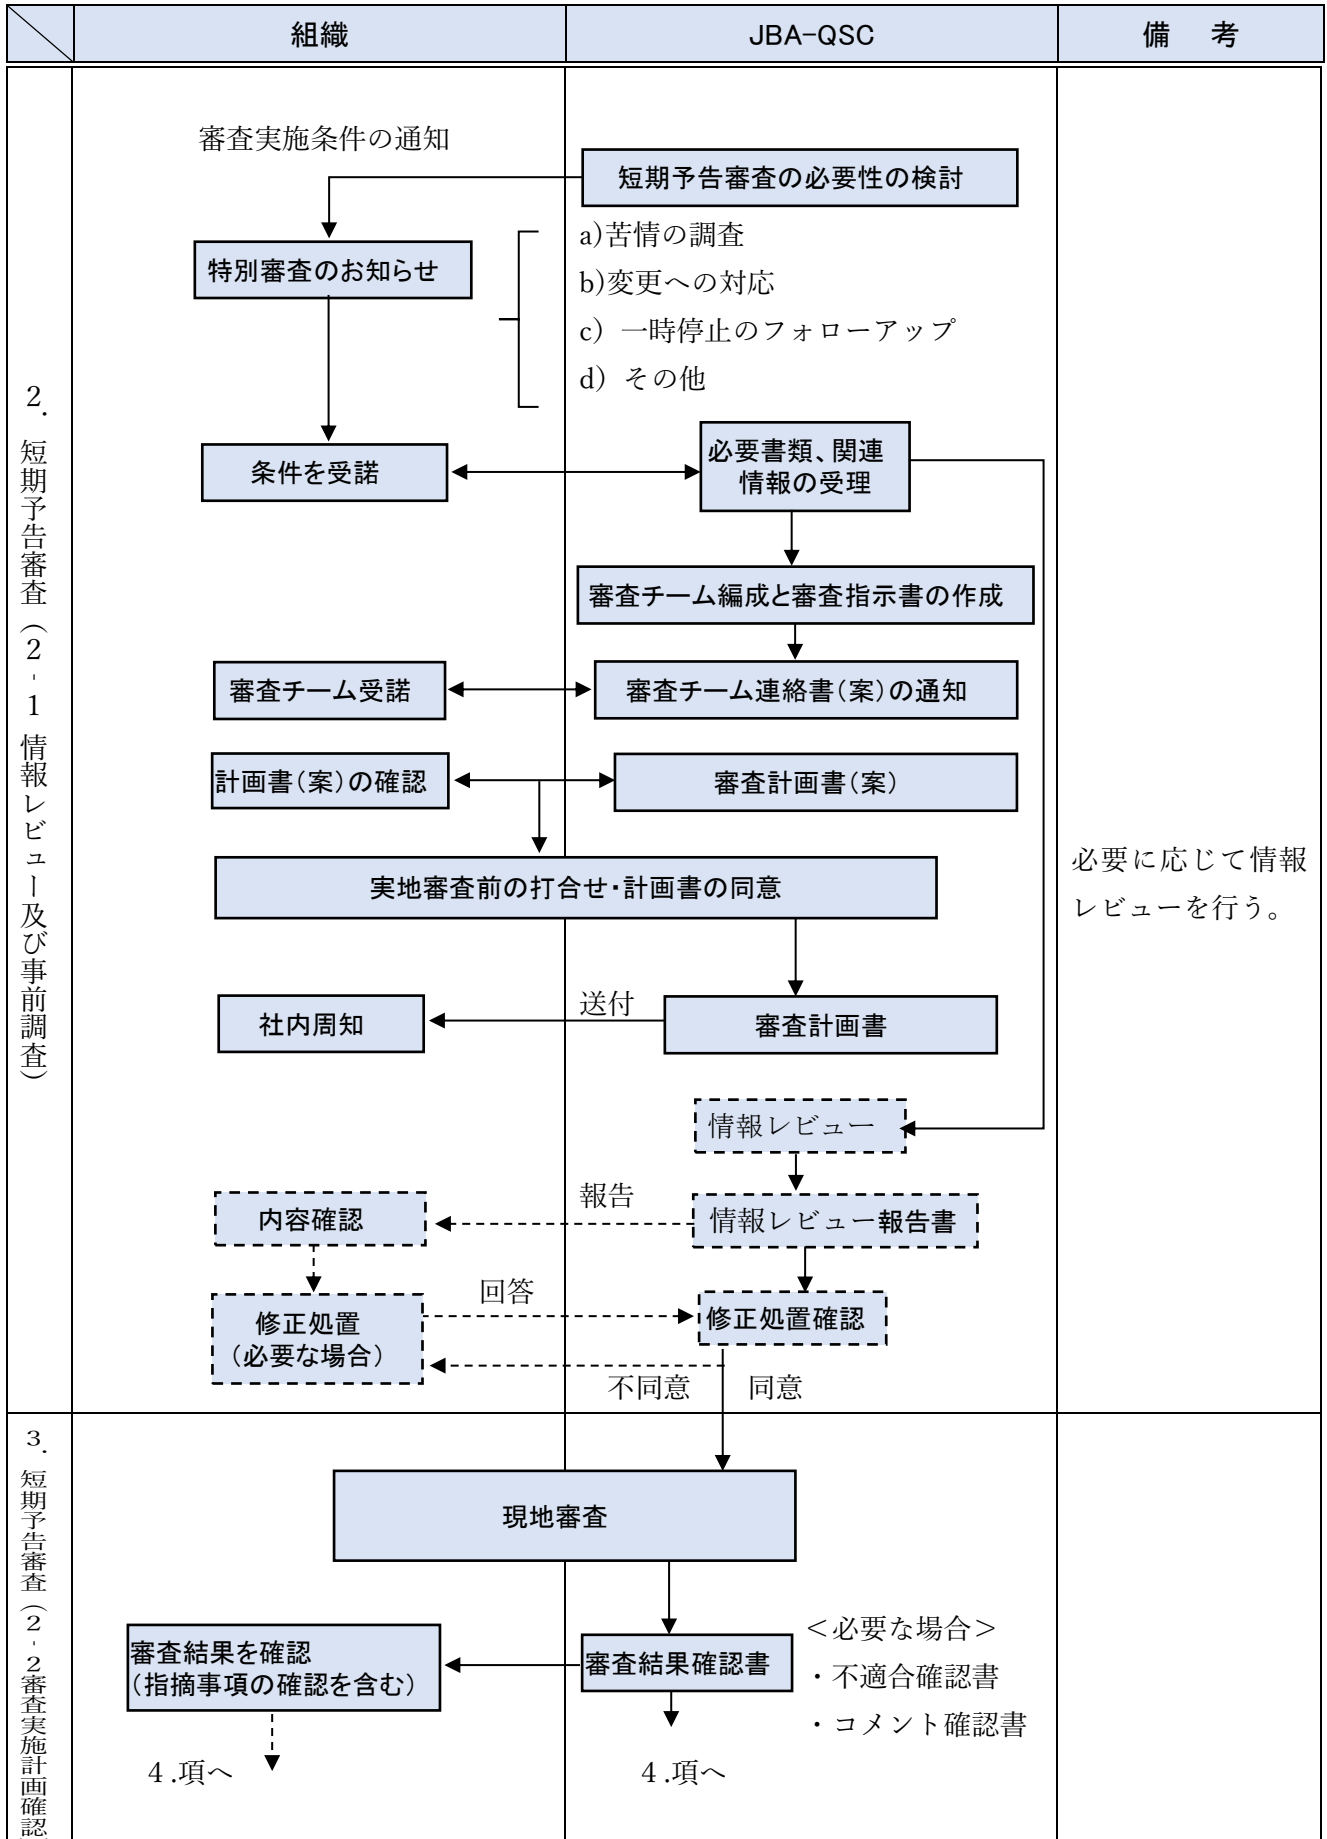 組織
JBA-QSC
備 考
2. 短期予告審査(2-1 情報レビュー及び事前調査)
審査実施条件の通知
短期予告審査の必要性の検討
特別審査のお知らせ
a)苦情の調査
b)変更への対応
c) 一時停止のフォローアップ
d) その他
条件を受諾
必要書類、関連
情報の受理
審査チーム編成と審査指示書の作成
審査チーム受諾
審査チーム連絡書(案)の通知
計画書(案)の確認
審査計画書(案)
実地審査前の打合せ・計画書の同意
必要に応じて情報
レビューを行う。
社内周知
送付
審査計画書
情報レビュー
内容確認
報告
情報レビュー報告書
修正処置
(必要な場合)
回答
修正処置確認
不同意
同意
3. 短期予告審査(2-2審査実施計画確認
現地審査
審査結果を確認
(指摘事項の確認を含む)
審査結果確認書
<必要な場合>
・不適合確認書
・コメント確認書
4.項へ
4.項へ